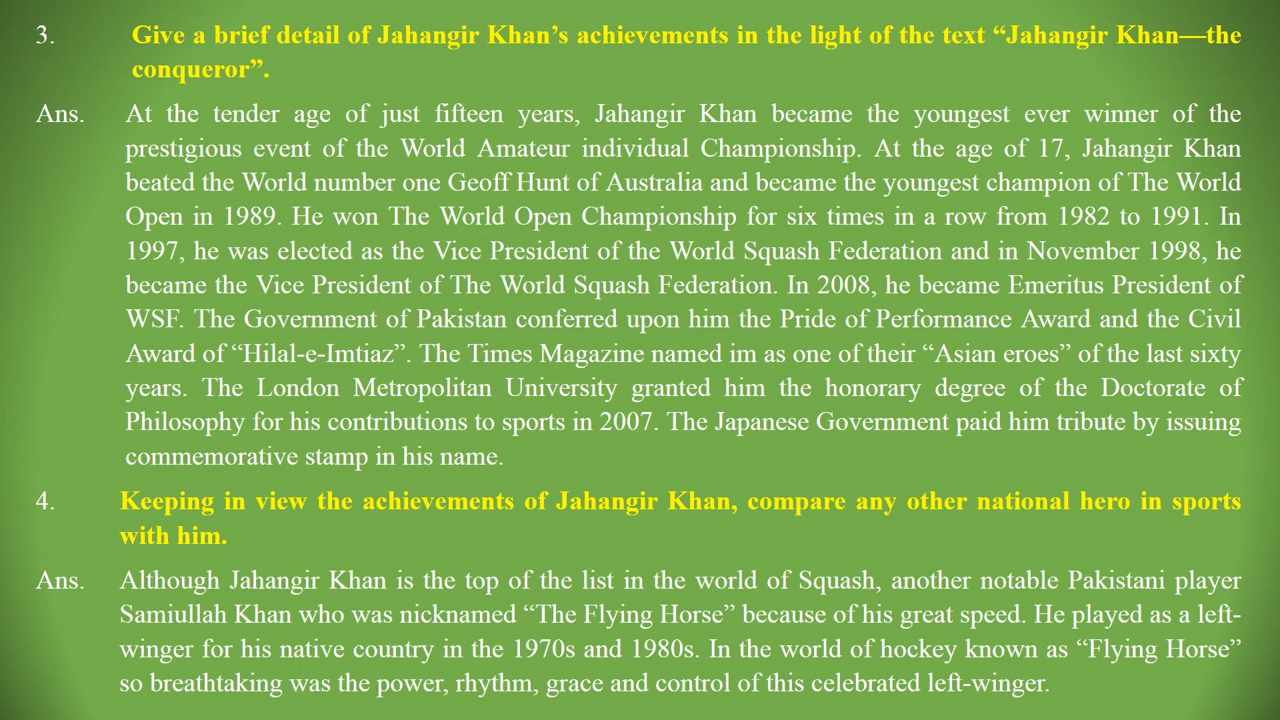 3. Give a brief detail of Jahangir Khan’s achievements in the light of the text “Jahangir Khan—the
conqueror”.
Ans. At the tender age of just fifteen years, Jahangir Khan became the youngest ever winner of the
prestigious event of the World Amateur individual Championship. At the age of 17, Jahangir Khan
beated the World number one Geoff Hunt of Australia and became the youngest champion of The World
Open in 1989. He won The World Open Championship for six times in a row from 1982 to 1991. In
1997, he was elected as the Vice President of the World Squash Federation and in November 1998, he
became the Vice President of The World Squash Federation. In 2008, he became Emeritus President of
WSF. The Government of Pakistan conferred upon him the Pride of Performance Award and the Civil
Award of “Hilal-e-Imtiaz”. The Times Magazine named im as one of their “Asian eroes” of the last sixty
years. The London Metropolitan University granted him the honorary degree of the Doctorate of
Philosophy for his contributions to sports in 2007. The Japanese Government paid him tribute by issuing
commemorative stamp in his name.
4. Keeping in view the achievements of Jahangir Khan, compare any other national hero in sports
with him.
Ans. Although Jahangir Khan is the top of the list in the world of Squash, another notable Pakistani player
Samiullah Khan who was nicknamed “The Flying Horse” because of his great speed. He played as a left-
winger for his native country in the 1970s and 1980s. In the world of hockey known as “Flying Horse”
so breathtaking was the power, rhythm, grace and control of this celebrated left-winger.